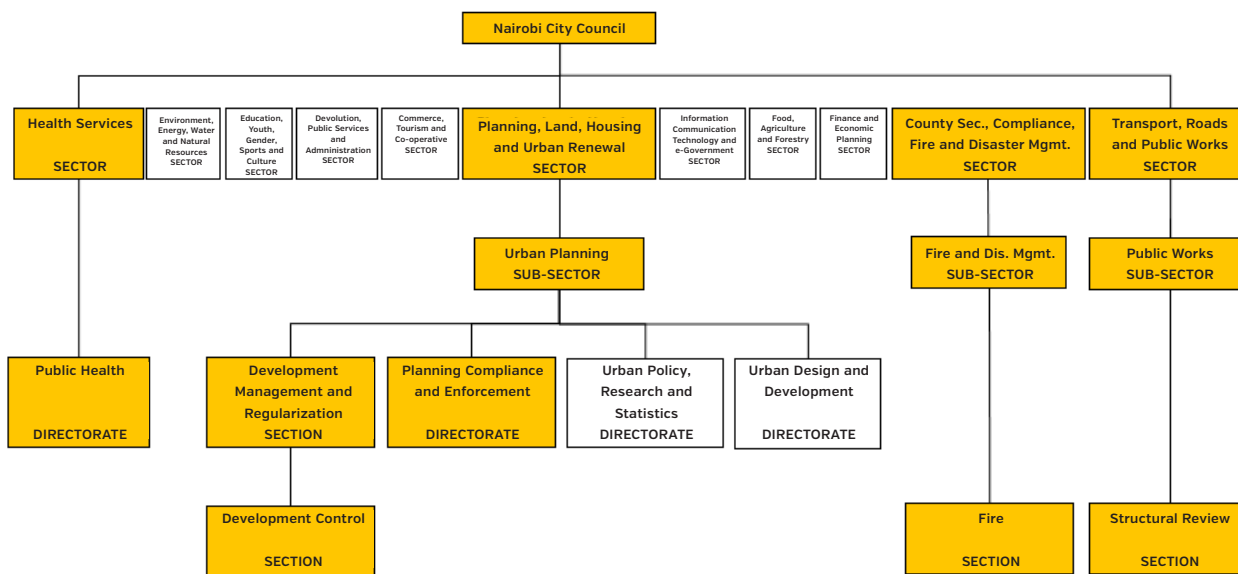 Nairobi City Council
Health Services
SECTOR
Environment,
Energy, Water
and Natural
Resources
SECTOR
Education,
Youth,
Gender,
Sports and
Culture
SECTOR
Devolution,
Public Services
and
Admninistration
SECTOR
Commerce,
Tourism and
Co-operative
SECTOR
Planning, Land, Housing
and Urban Renewal
SECTOR
Information
Communication
Technology and
e-Government
SECTOR
Food,
Agriculture
and Forestry
SECTOR
Finance and
Economic
Planning
SECTOR
County Sec., Compliance,
Fire and Disaster Mgmt.
SECTOR
Transport, Roads
and Public Works
SECTOR
Urban Planning
SUB-SECTOR
Fire and Dis. Mgmt.
SUB-SECTOR
Public Works
SUB-SECTOR
Public Health
DIRECTORATE
Development
Management and
Regularization
SECTION
Planning Compliance
and Enforcement
DIRECTORATE
Urban Policy,
Research and
Statistics
DIRECTORATE
Urban Design and
Development
DIRECTORATE
Development Control
SECTION
Fire
SECTION
Structural Review
SECTION